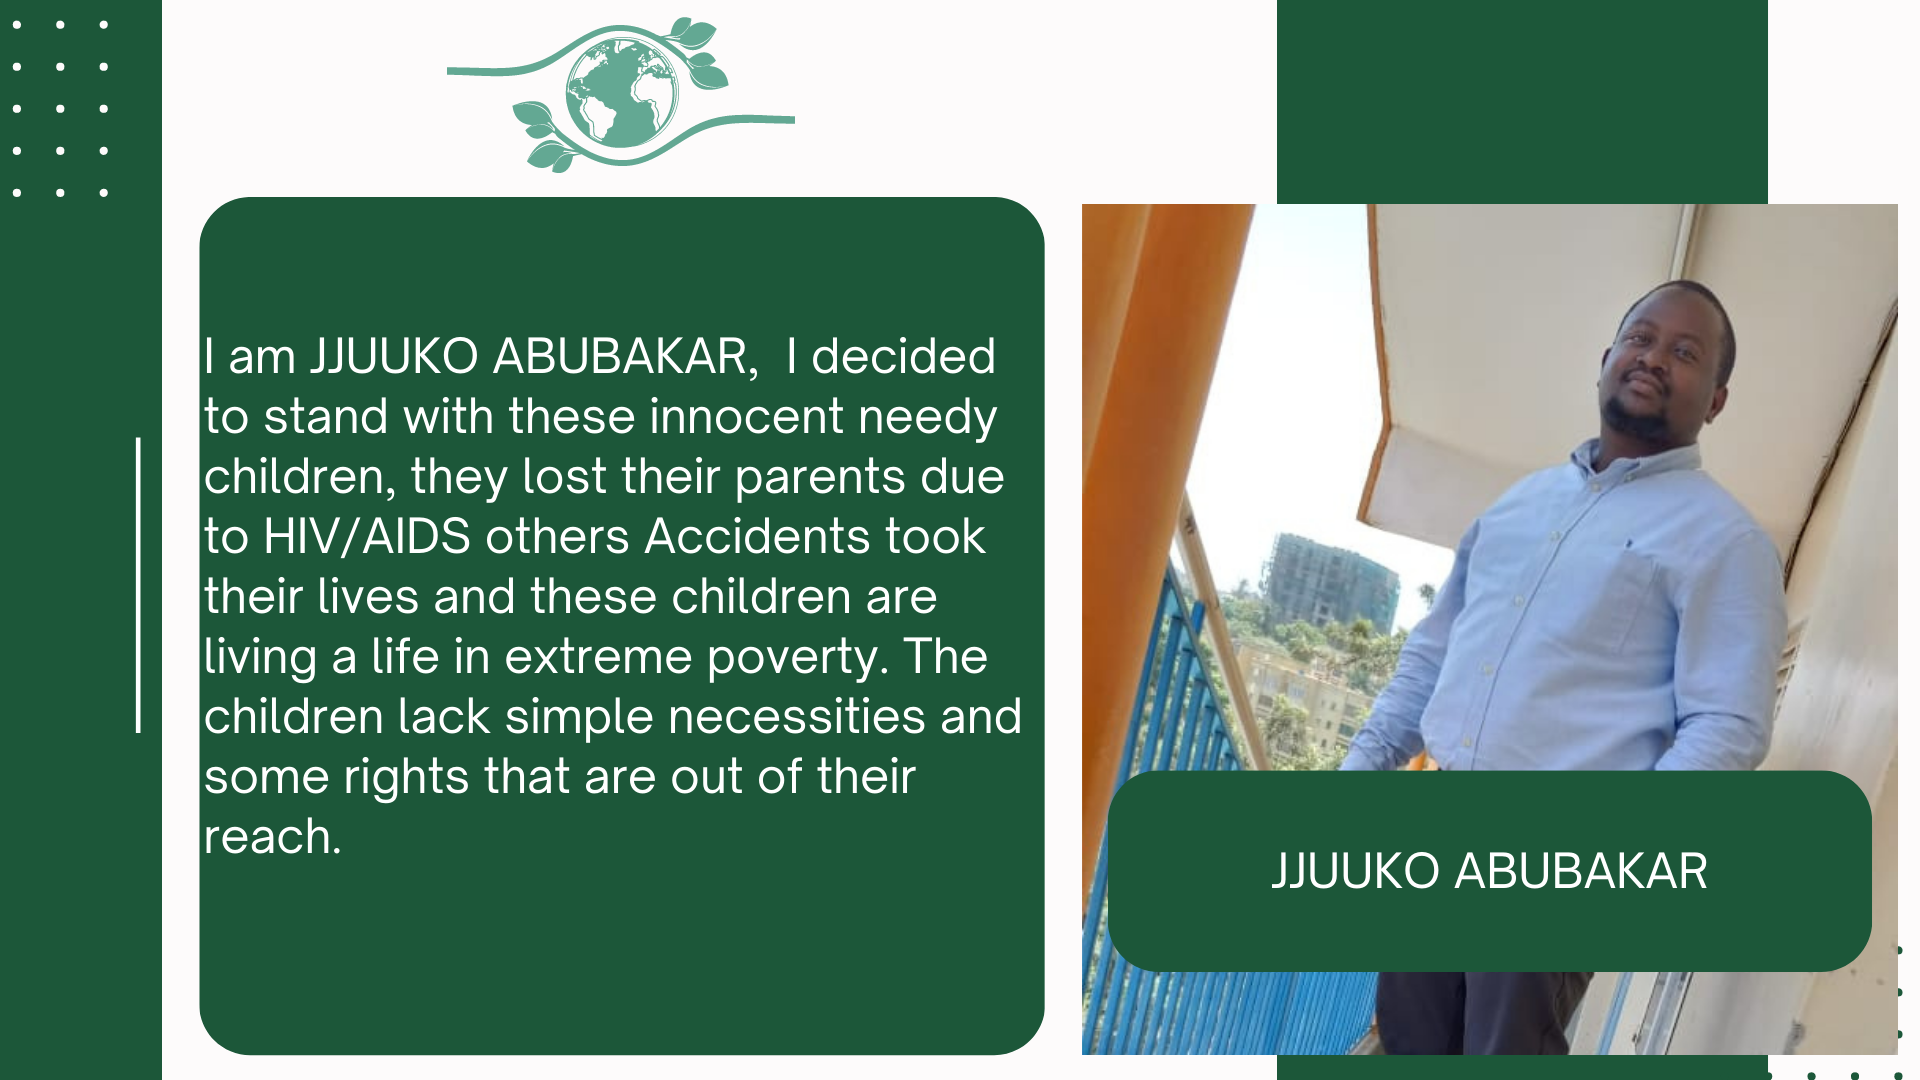 I am JJUUKO ABUBAKAR,  I decided
to stand with these innocent needy
children, they lost their parents due
to HIV/AIDS others Accidents took
their lives and these children are
living a life in extreme poverty. The
children lack simple necessities and
some rights that are out of their
reach.
JJUUKO ABUBAKAR